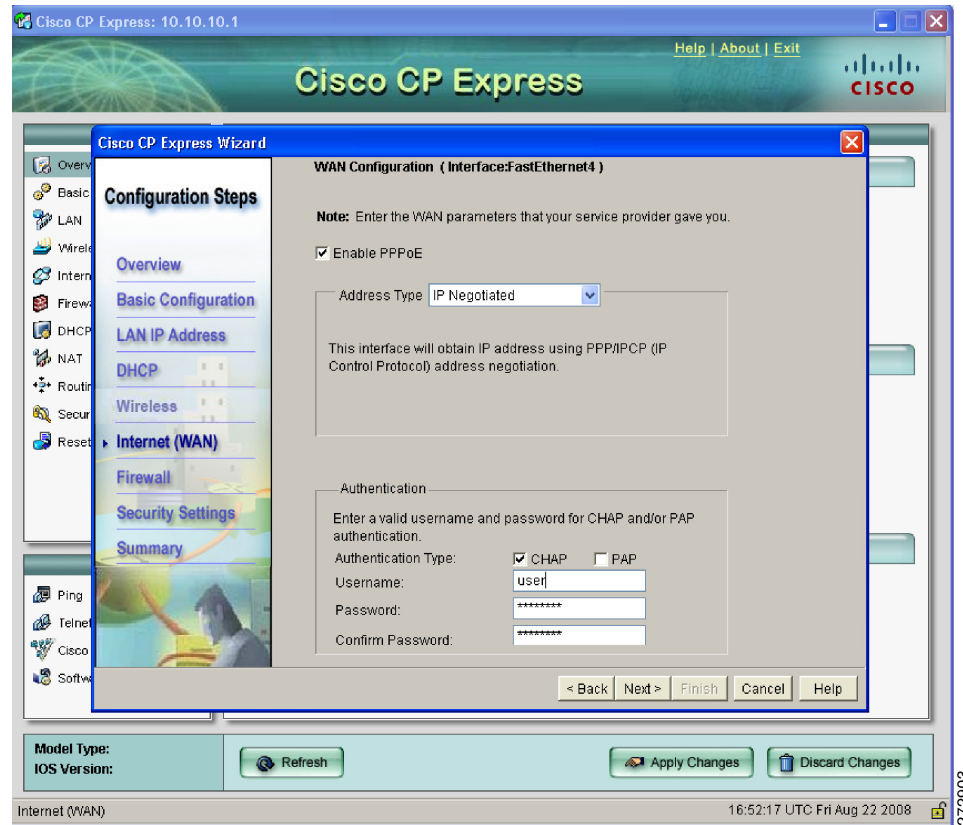 Cisco CP Express: 10.10.10.1
Help | About | Exit
Cisco CP Express
CISCO
Cisco CP Express Wizard
Overv
Basic
LAN
Wirele
Intern
Firewa
DHCP
NAT
Routin
Secur
Reset
Configuration Steps
Overview
Basic Configuration
LAN IP Address
DHCP
Wireless
Internet (WAN)
Firewall
Security Settings
Summary
WAN Configuration ( Interface:FastEthernet4 )
Note: Enter the WAN parameters that your service provider gave you.
Enable PPPoE
Address Type IP Negotiated
This interface will obtain IP address using PPP/IPCP (IP
Control Protocol) address negotiation.
Authentication
Enter a valid username and password for CHAP and/or PAP
authentication.
Authentication Type: CHAP PAP
Username: user
Password: ********
Confirm Password: ********
Ping
Telnet
Cisco
Softwa
< Back Next > Finish Cancel Help
Model Type:
IOS Version:
Refresh
Apply Changes
Discard Changes
Internet (WAN)
16:52:17 UTC Fri Aug 22 2008